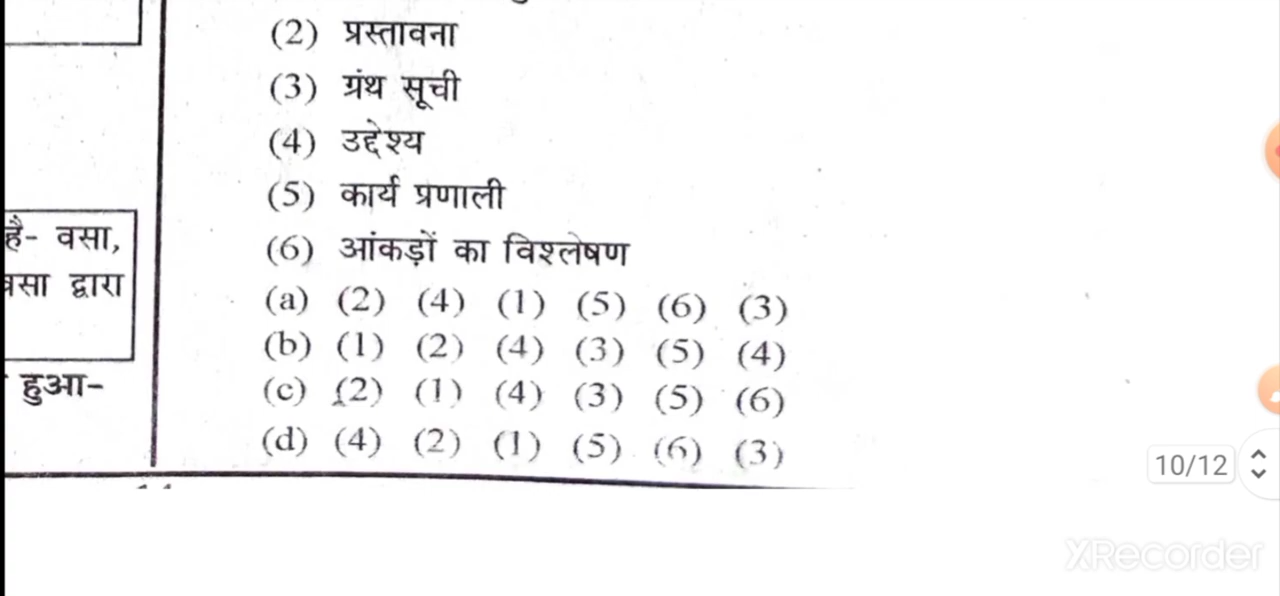 (2) प्रस्तावना
(3) ग्रंथ सूची
(4) उद्देश्य
(5) कार्य प्रणाली
(6) आंकड़ों का विश्लेषण
(a) (2) (4) (1) (5) (6) (3)
(b) (1) (2) (4) (3) (5) (4)
(c) (2) (1) (4) (3) (5) (6)
(d) (4) (2) (1) (5) (6) (3)
है- वसा,
द्वारा
हुआ-
10/12
XRecorder